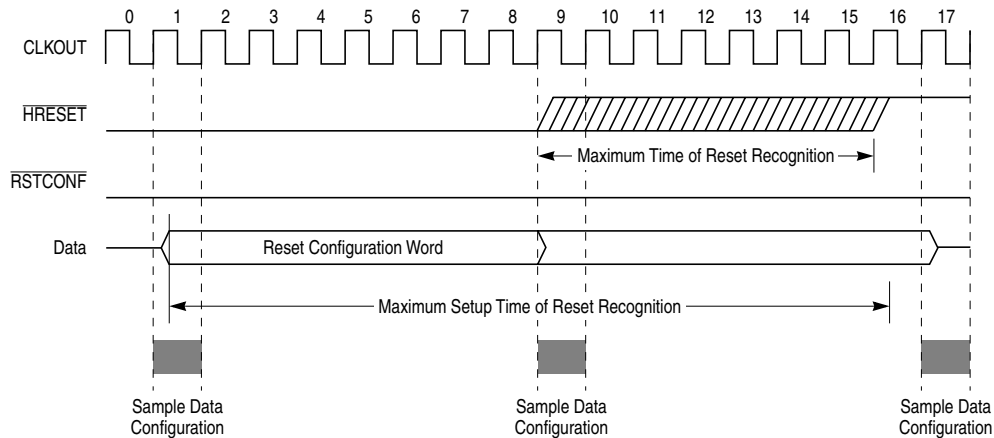 0 1 2 3 4 5 6 7 8 9 10 11 12 13 14 15 16 17
CLKOUT
HRESET
Maximum Time of Reset Recognition
RSTCONF
Data
Reset Configuration Word
Maximum Setup Time of Reset Recognition
Sample Data
Configuration
Sample Data
Configuration
Sample Data
Configuration